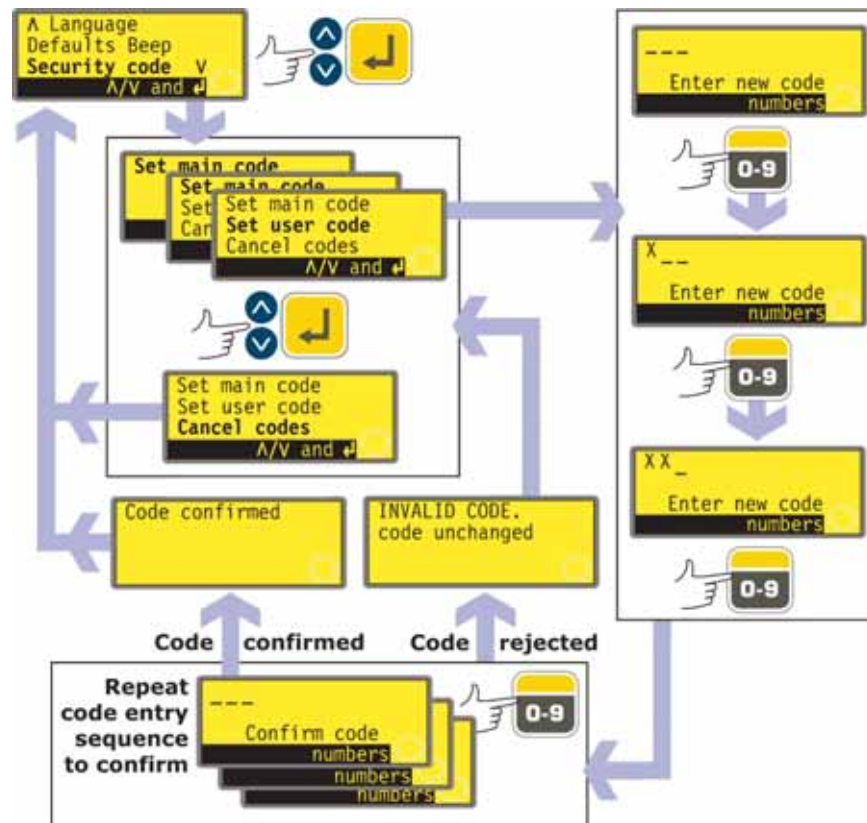 Λ Language
Defaults Beep
Security code V
Λ/V and ↲
Set main code
Set main code
Set
Can
Set main code
Set user code
Cancel codes
Λ/V and ↲
Set main code
Set user code
Cancel codes
Λ/V and ↲
_ _ _
Enter new code
numbers
0-9
X _ _
Enter new code
numbers
0-9
X X _
Enter new code
numbers
0-9
Code confirmed
INVALID CODE.
code unchanged
Code confirmed
Code rejected
Repeat
code entry
sequence
to confirm
_ _ _
Confirm code
numbers
numbers
numbers
0-9